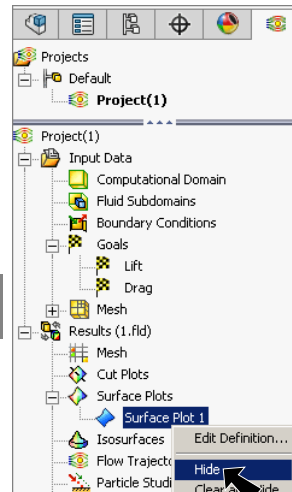 Projects
Default
Project(1)
Project(1)
Input Data
Computational Domain
Fluid Subdomains
Boundary Conditions
Goals
Lift
Drag
Mesh
Results (1.fld)
Mesh
Cut Plots
Surface Plots
Surface Plot 1
Isosurfaces
Edit Definition...
Flow Trajecto
Hide
Particle Studi
Clear